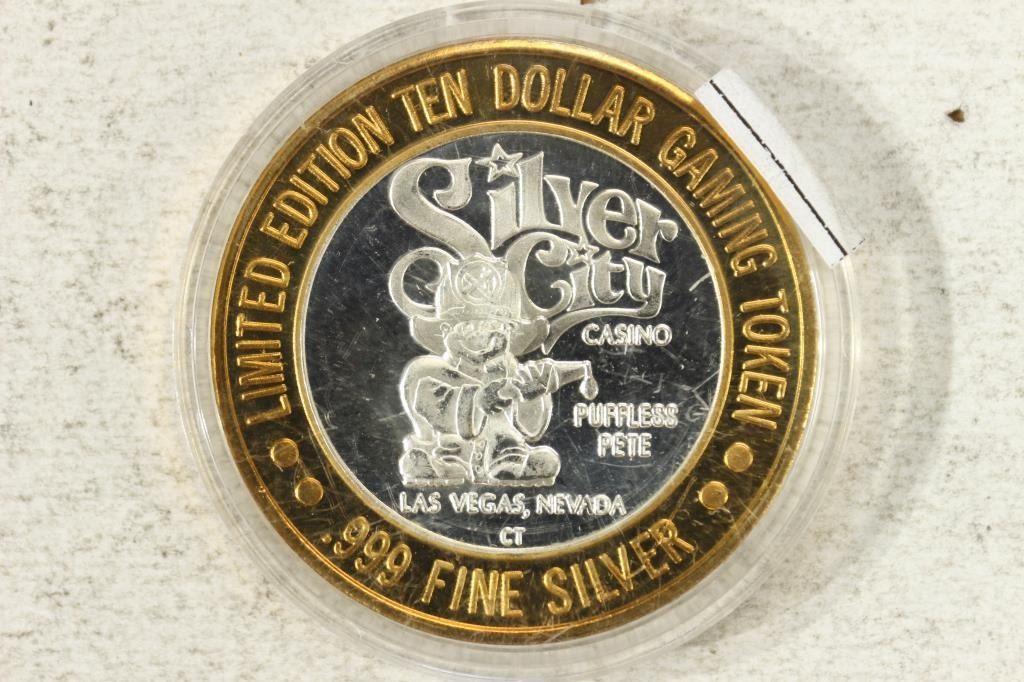 LIMITED EDITION TEN DOLLAR GAMING TOKEN
Silver
City
CASINO
PUFFLESS
PETE
LAS VEGAS, NEVADA
CT
.999 FINE SILVER